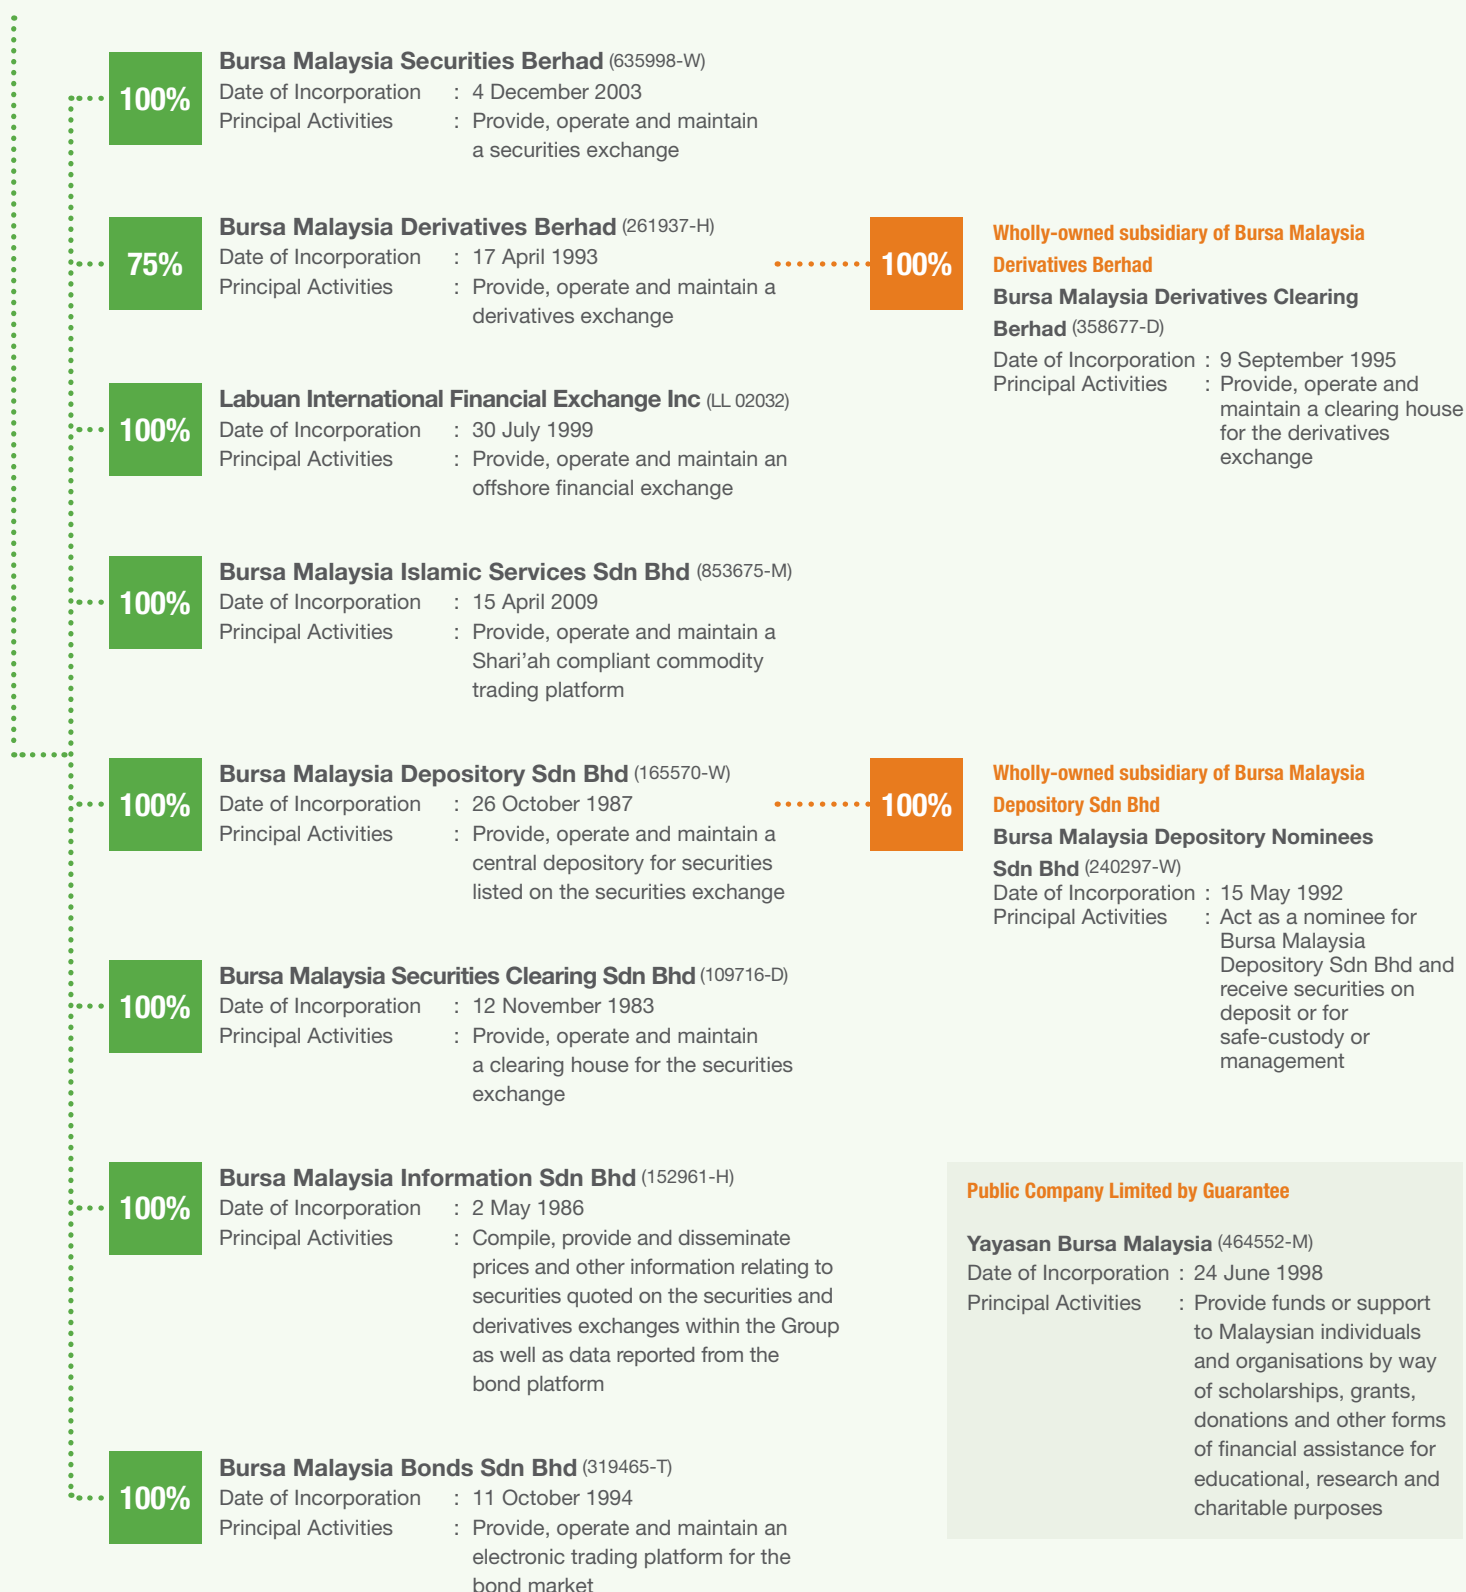 100%
Bursa Malaysia Securities Berhad (635998-W)
Date of Incorporation : 4 December 2003
Principal Activities : Provide, operate and maintain
a securities exchange
75%
Bursa Malaysia Derivatives Berhad (261937-H)
Date of Incorporation : 17 April 1993
Principal Activities : Provide, operate and maintain a
derivatives exchange
100%
Wholly-owned subsidiary of Bursa Malaysia
Derivatives Berhad
Bursa Malaysia Derivatives Clearing
Berhad (358677-D)
Date of Incorporation : 9 September 1995
Principal Activities : Provide, operate and
maintain a clearing house
for the derivatives
exchange
100%
Labuan International Financial Exchange Inc (LL 02032)
Date of Incorporation : 30 July 1999
Principal Activities : Provide, operate and maintain an
offshore financial exchange
100%
Bursa Malaysia Islamic Services Sdn Bhd (853675-M)
Date of Incorporation : 15 April 2009
Principal Activities : Provide, operate and maintain a
Shari’ah compliant commodity
trading platform
100%
Bursa Malaysia Depository Sdn Bhd (165570-W)
Date of Incorporation : 26 October 1987
Principal Activities : Provide, operate and maintain a
central depository for securities
listed on the securities exchange
100%
Wholly-owned subsidiary of Bursa Malaysia
Depository Sdn Bhd
Bursa Malaysia Depository Nominees
Sdn Bhd (240297-W)
Date of Incorporation : 15 May 1992
Principal Activities : Act as a nominee for
Bursa Malaysia
Depository Sdn Bhd and
receive securities on
deposit or for
safe-custody or
management
100%
Bursa Malaysia Securities Clearing Sdn Bhd (109716-D)
Date of Incorporation : 12 November 1983
Principal Activities : Provide, operate and maintain
a clearing house for the securities
exchange
100%
Bursa Malaysia Information Sdn Bhd (152961-H)
Date of Incorporation : 2 May 1986
Principal Activities : Compile, provide and disseminate
prices and other information relating to
securities quoted on the securities and
derivatives exchanges within the Group
as well as data reported from the
bond platform
100%
Bursa Malaysia Bonds Sdn Bhd (319465-T)
Date of Incorporation : 11 October 1994
Principal Activities : Provide, operate and maintain an
electronic trading platform for the
bond market
Public Company Limited by Guarantee
Yayasan Bursa Malaysia (464552-M)
Date of Incorporation : 24 June 1998
Principal Activities : Provide funds or support
to Malaysian individuals
and organisations by way
of scholarships, grants,
donations and other forms
of financial assistance for
educational, research and
charitable purposes